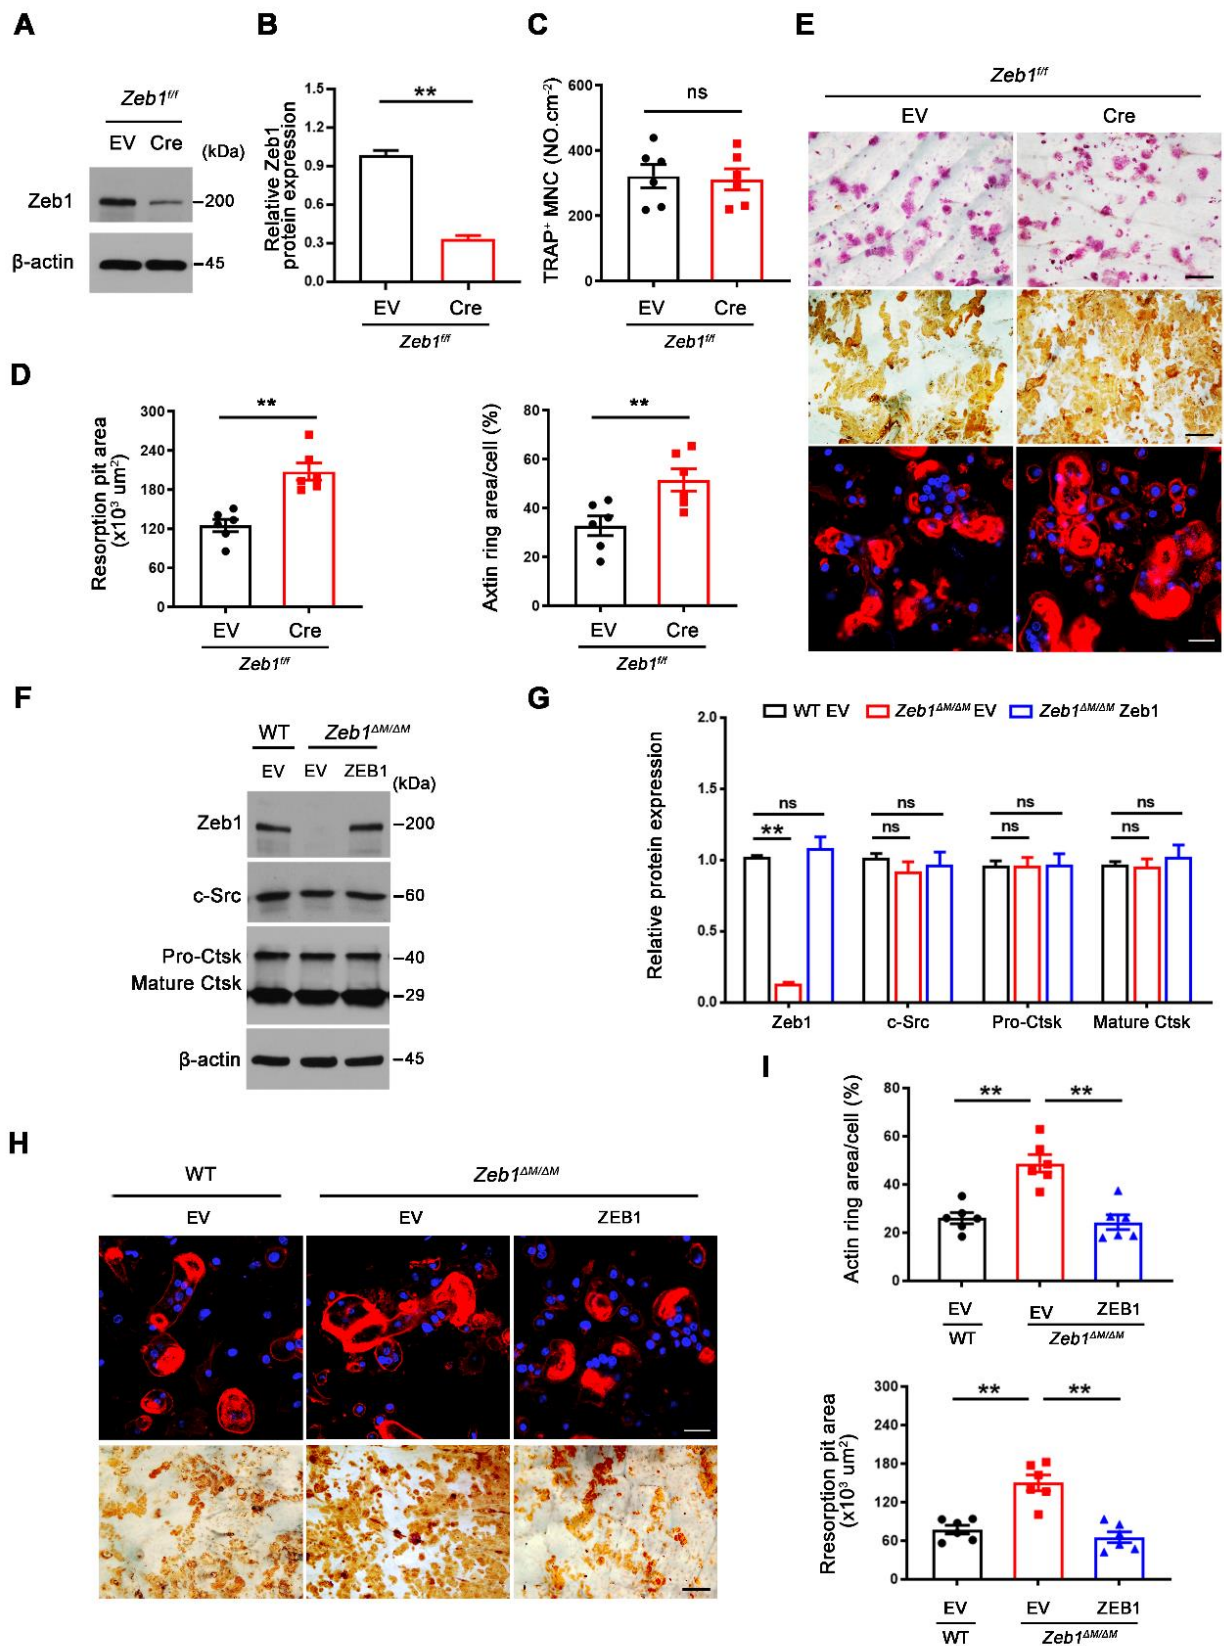 A
Zeb1f/f
EV Cre (kDa)
Zeb1 –200
β-actin –45
B
Relative Zeb1
protein expression
1.5
1.2
0.9
0.6
0.3
0.0
**
EV Cre
Zeb1f/f
C
TRAP+ MNC (NO.cm-2)
600
400
200
0
ns
EV Cre
Zeb1f/f
E
Zeb1f/f
EV Cre
D
Resorption pit area
(x10³ um²)
300
240
180
120
60
0
**
EV Cre
Zeb1f/f
Axtin ring area/cell (%)
80
60
40
20
0
**
EV Cre
Zeb1f/f
F
WT Zeb1ΔM/ΔM
EV EV ZEB1 (kDa)
Zeb1 –200
c-Src –60
Pro-Ctsk –40
Mature Ctsk –29
β-actin –45
G
WT EV Zeb1ΔM/ΔM EV Zeb1ΔM/ΔM Zeb1
Relative protein expression
2.0
1.5
1.0
0.5
0.0
ns ns ns ns
** ns ns ns
Zeb1 c-Src Pro-Ctsk Mature Ctsk
H
WT Zeb1ΔM/ΔM
EV EV ZEB1
I
Actin ring area/cell (%)
80
60
40
20
0
** **
EV EV ZEB1
WT Zeb1ΔM/ΔM
Rresorption pit area
(x10³ um²)
300
240
180
120
60
0
** **
EV EV ZEB1
WT Zeb1ΔM/ΔM